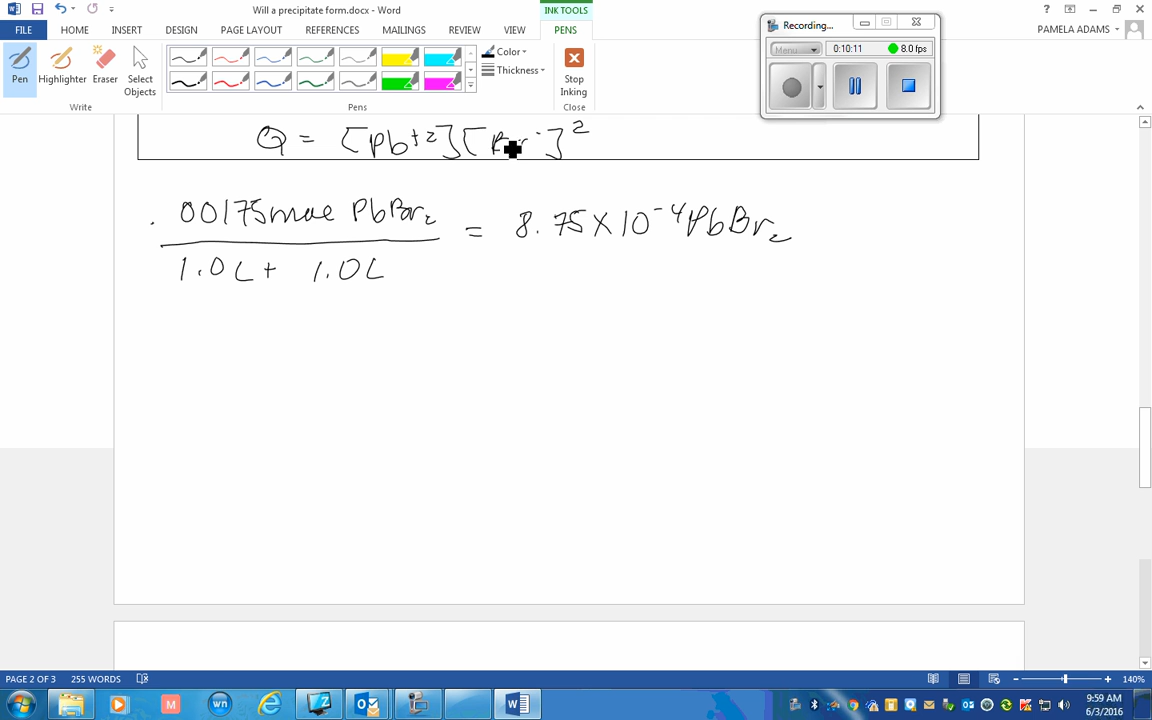 Will a precipitate form.docx - Word
INK TOOLS
FILE HOME INSERT DESIGN PAGE LAYOUT REFERENCES MAILINGS REVIEW VIEW PENS
PAMELA ADAMS
Recording...
Menu 0:10:11 8.0 fps
Pen Highlighter Eraser Select Objects
Color
Thickness
Stop Inking
Write Pens Close
Q = [Pb+2][Br-]2
.00175mole PbBr2
1.0L + 1.0L
= 8.75 X 10-4 PbBr2
PAGE 2 OF 3 255 WORDS 140%
9:59 AM
6/3/2016